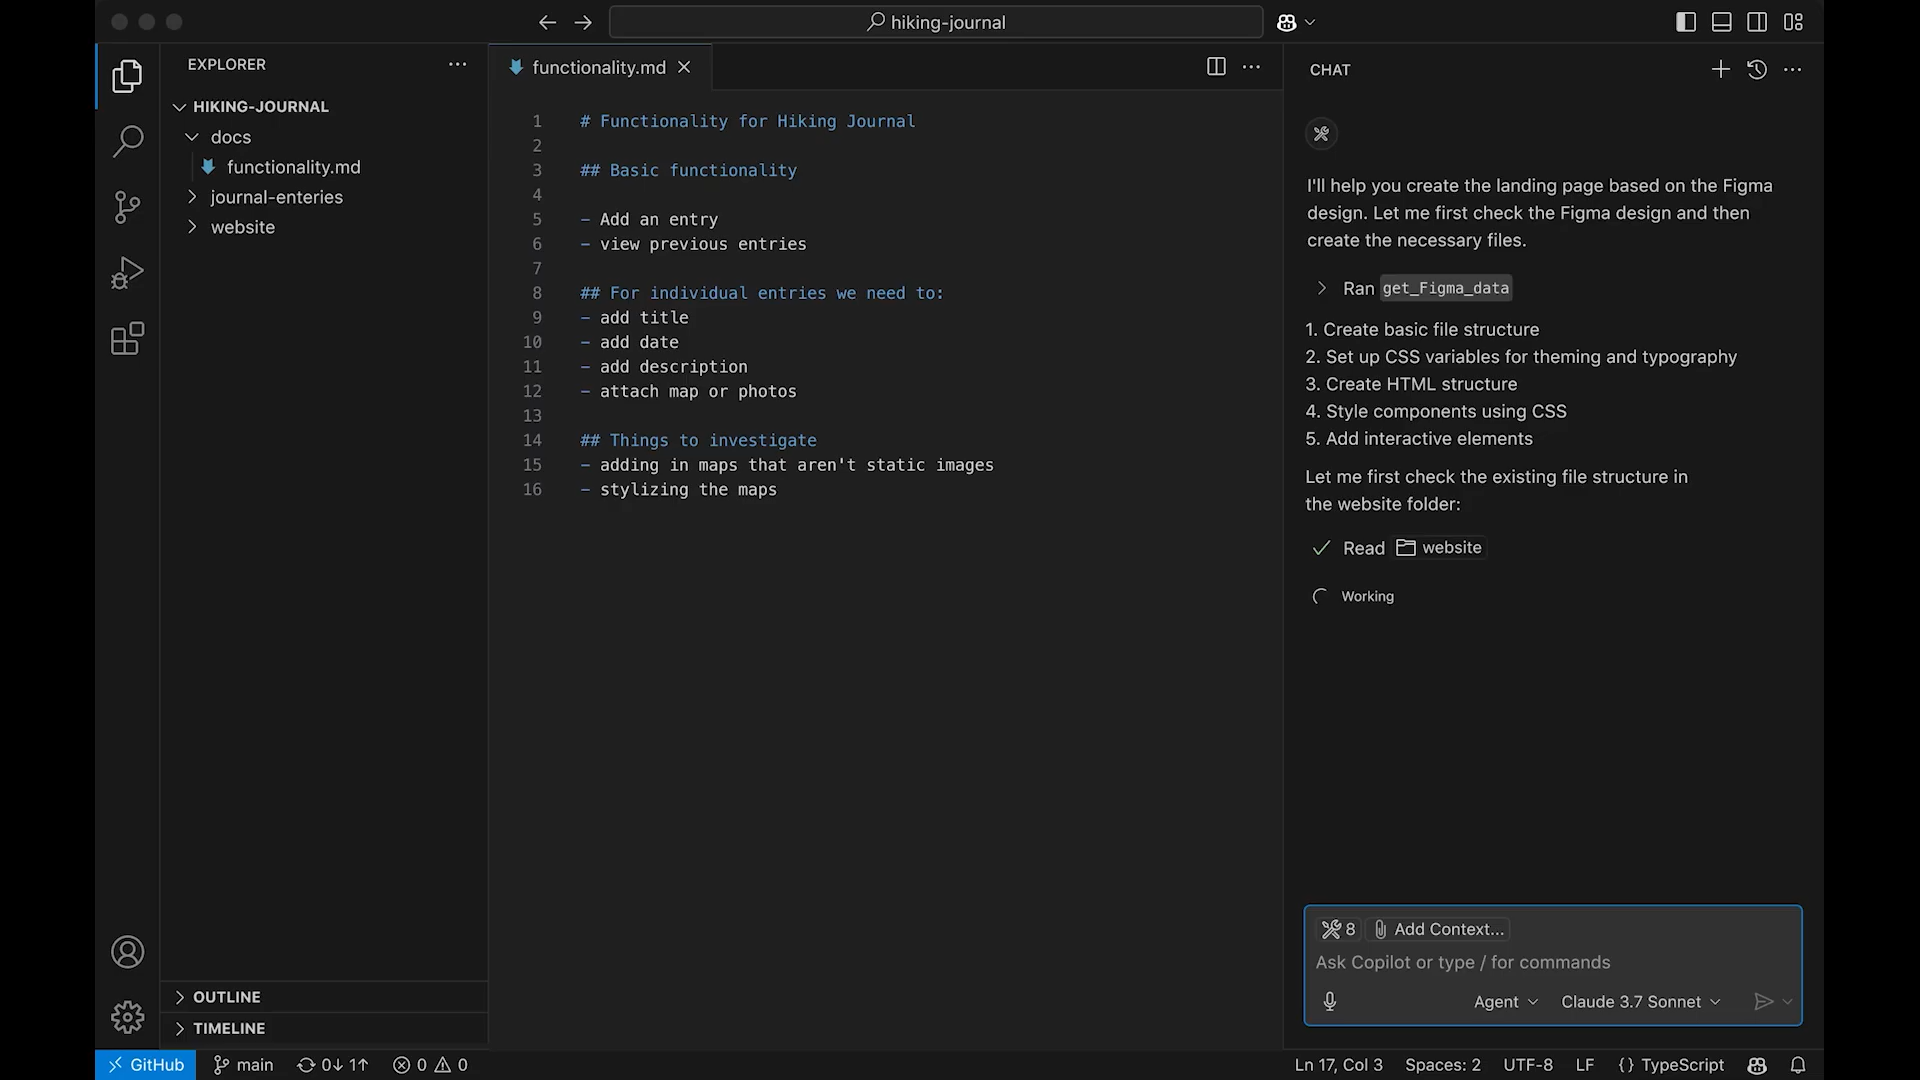 hiking-journal
EXPLORER
HIKING-JOURNAL
docs
functionality.md
journal-enteries
website
OUTLINE
TIMELINE
functionality.md
1 # Functionality for Hiking Journal
2
3 ## Basic functionality
4
5 - Add an entry
6 - view previous entries
7
8 ## For individual entries we need to:
9 - add title
10 - add date
11 - add description
12 - attach map or photos
13
14 ## Things to investigate
15 - adding in maps that aren't static images
16 - stylizing the maps
CHAT
I'll help you create the landing page based on the Figma
design. Let me first check the Figma design and then
create the necessary files.
Ran get_Figma_data
1. Create basic file structure
2. Set up CSS variables for theming and typography
3. Create HTML structure
4. Style components using CSS
5. Add interactive elements
Let me first check the existing file structure in
the website folder:
Read website
Working
8 Add Context...
Ask Copilot or type / for commands
Agent Claude 3.7 Sonnet
GitHub main 0↓ 1↑ 0 0 Ln 17, Col 3 Spaces: 2 UTF-8 LF {} TypeScript